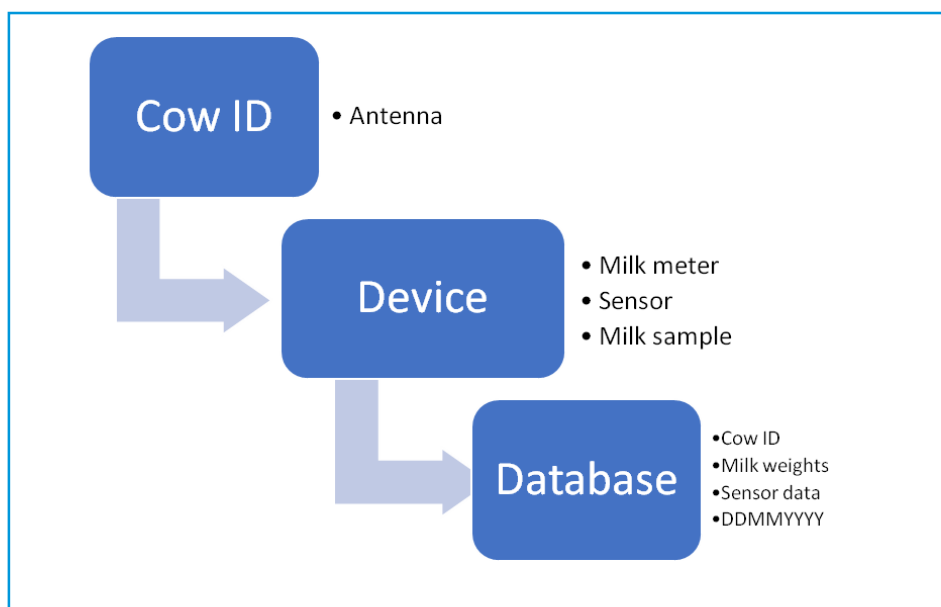 Cow ID
• Antenna
Device
• Milk meter
• Sensor
• Milk sample
Database
•Cow ID
•Milk weights
•Sensor data
•DDMMYYYY